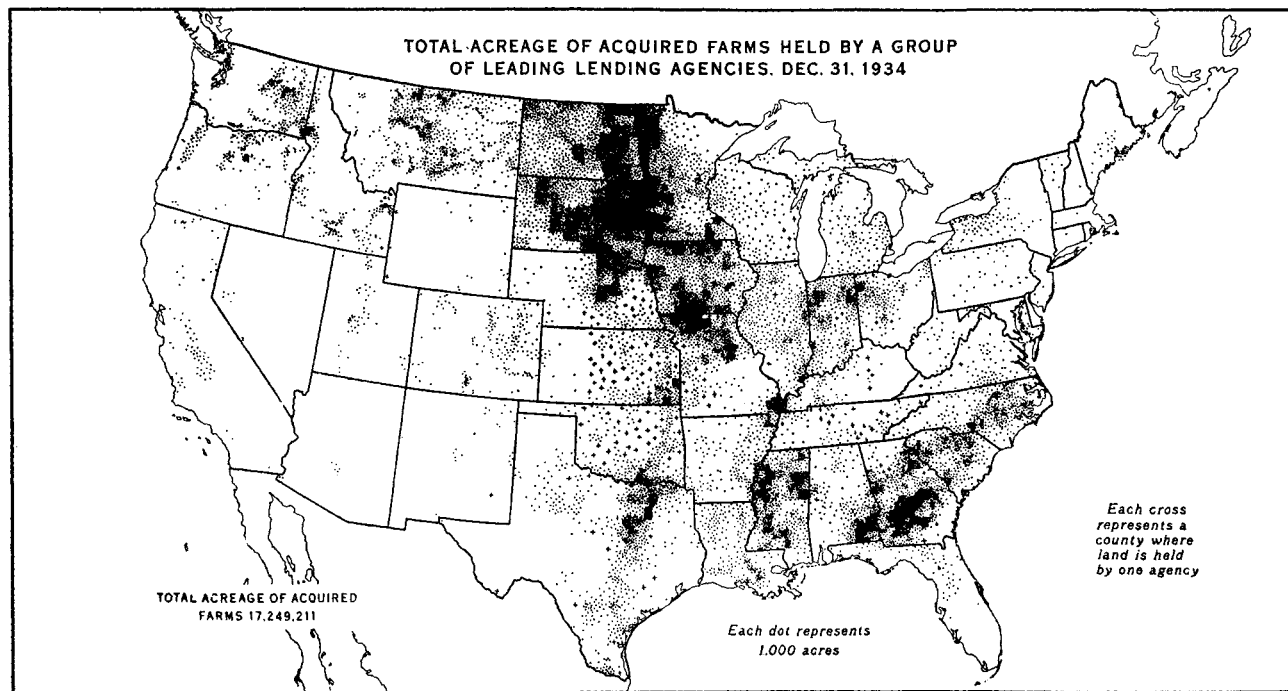 TOTAL ACREAGE OF ACQUIRED FARMS HELD BY A GROUP
OF LEADING LENDING AGENCIES, DEC. 31, 1934
Each cross
represents a
county where
land is held
by one agency
TOTAL ACREAGE OF ACQUIRED
FARMS 17,249,211
Each dot represents
1,000 acres